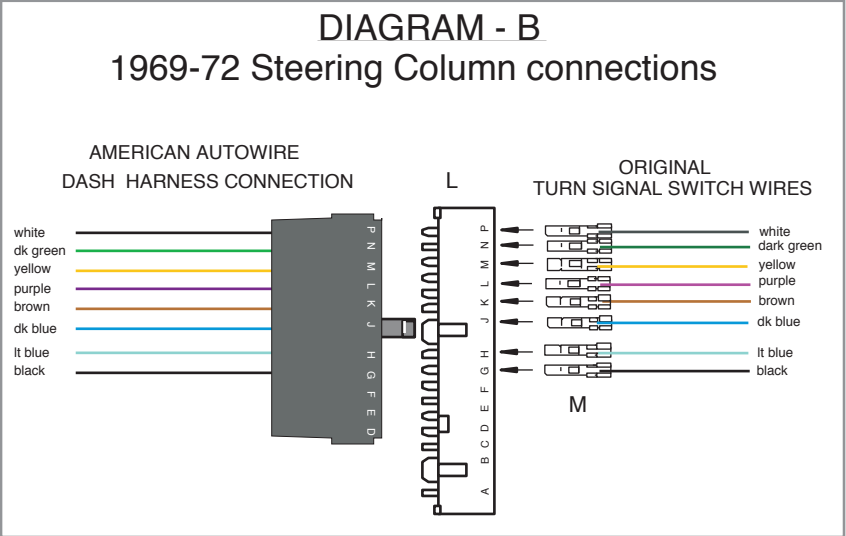 DIAGRAM - B
1969-72 Steering Column connections
AMERICAN AUTOWIRE
DASH HARNESS CONNECTION
white
dk green
yellow
purple
brown
dk blue
lt blue
black
P
N
M
L
K
J
H
G
F
E
D
L
P
N
M
L
K
J
H
G
F
E
D
C
B
A
ORIGINAL
TURN SIGNAL SWITCH WIRES
white
dark green
yellow
purple
brown
dk blue
lt blue
black
M